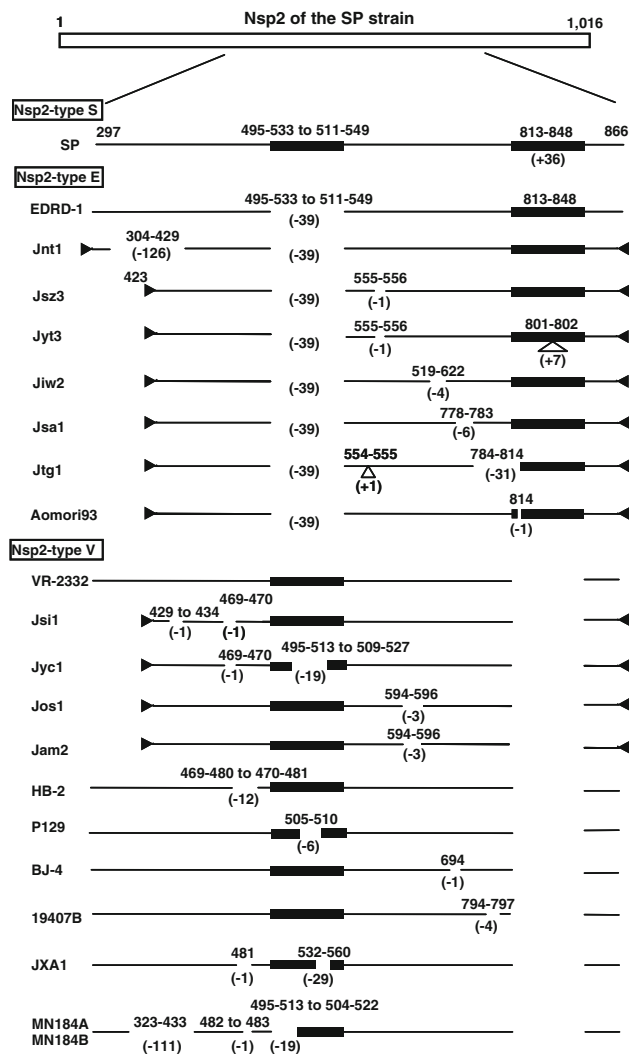 Nsp2 of the SP strain
1 1,016
Nsp2-type S
297 495-533 to 511-549 813-848 866
SP
(+36)
Nsp2-type E
495-533 to 511-549 813-848
EDRD-1
(-39)
304-429
Jnt1
(-126) (-39)
423
555-556
Jsz3
(-39) (-1)
555-556 801-802
Jyt3
(-39) (-1) (+7)
519-622
Jiw2
(-39) (-4)
778-783
Jsa1
(-39) (-6)
554-555 784-814
Jtg1
(-39) (+1) (-31)
814
Aomori93
(-39) (-1)
Nsp2-type V
VR-2332
469-470
429 to 434
Jsi1
(-1) (-1)
469-470 495-513 to 509-527
Jyc1
(-1) (-19)
594-596
Jos1
(-3)
594-596
Jam2
(-3)
469-480 to 470-481
HB-2
(-12)
505-510
P129
(-6)
694
BJ-4
(-1)
794-797
19407B
(-4)
481 532-560
JXA1
(-1) (-29)
495-513 to 504-522
323-433 482 to 483
MN184A
MN184B
(-111) (-1) (-19)